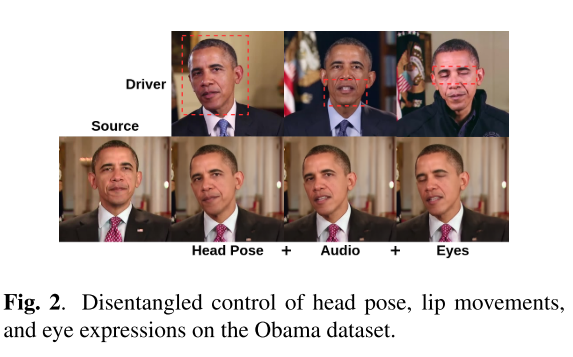 Driver
Source
Head Pose + Audio + Eyes
Fig. 2. Disentangled control of head pose, lip movements,
and eye expressions on the Obama dataset.